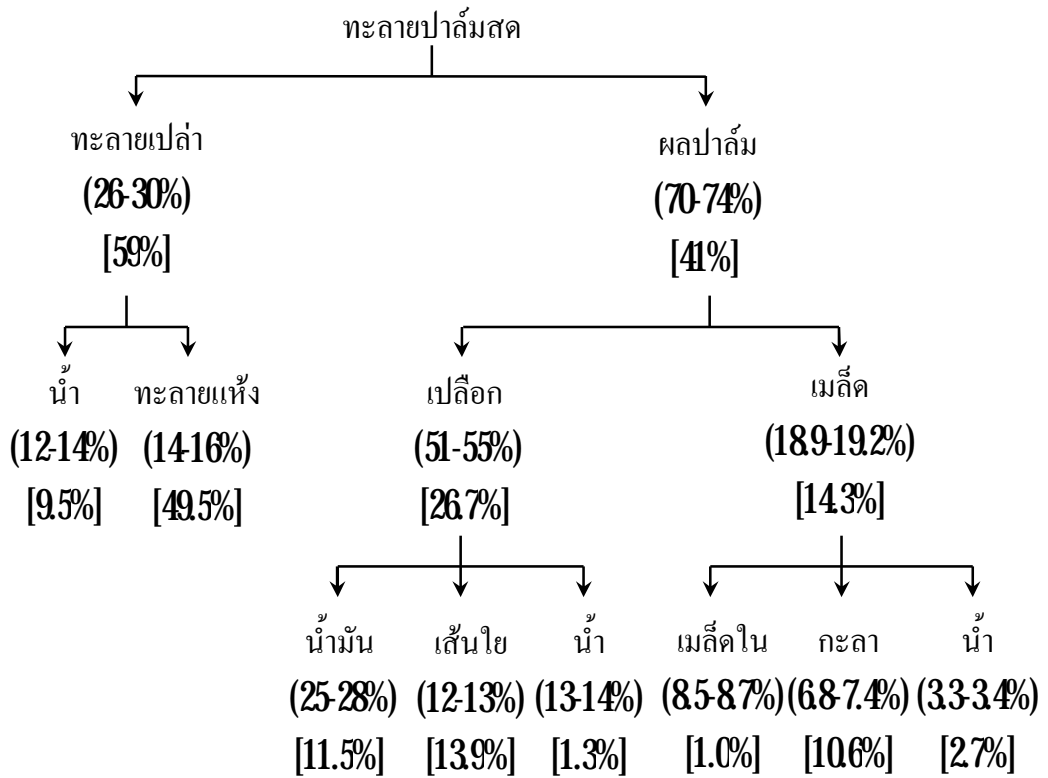 ทะลายปาล์มสด
ทะลายเปล่า
(26-30%)
[59%]
ผลปาล์ม
(70-74%)
[41%]
น้ำ
(12-14%)
[9.5%]
ทะลายแห้ง
(14-16%)
[49.5%]
เปลือก
(51-55%)
[26.7%]
เมล็ด
(18.9-19.2%)
[14.3%]
น้ำมัน
(25-28%)
[11.5%]
เส้นใย
(12-13%)
[13.9%]
น้ำ
(13-14%)
[1.3%]
เมล็ดใน
(8.5-8.7%)
[1.0%]
กะลา
(6.8-7.4%)
[10.6%]
น้ำ
(3.3-3.4%)
[2.7%]